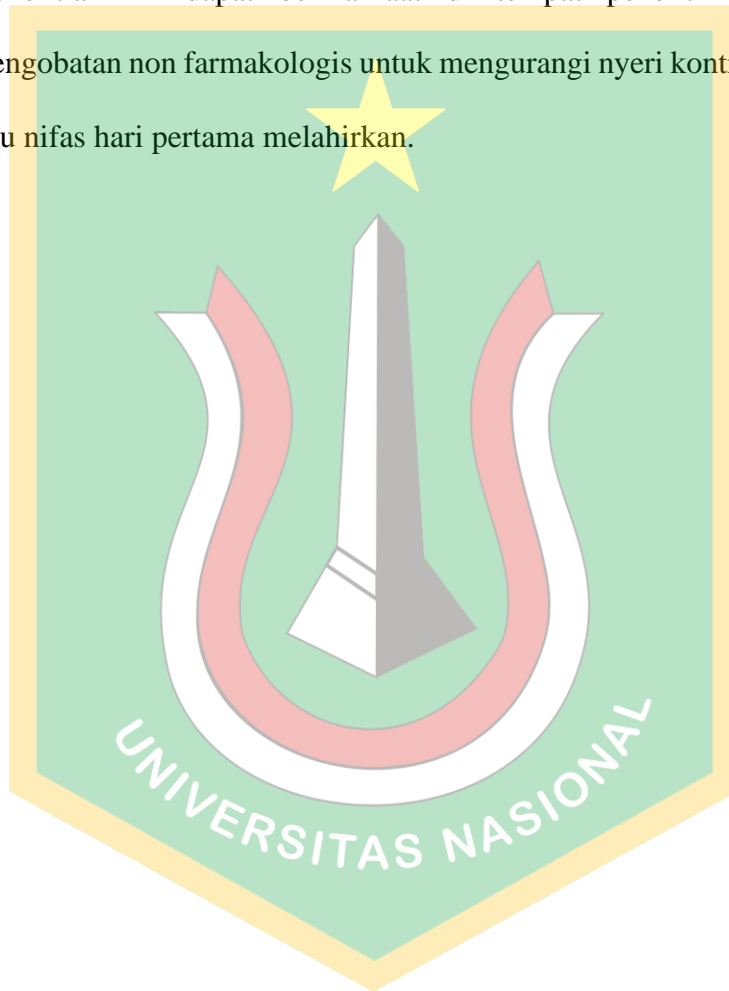 engobatan non farmakologis untuk mengurangi nyeri kont
u nifas hari pertama melahirkan.
UNIVERSITAS NASIONAL